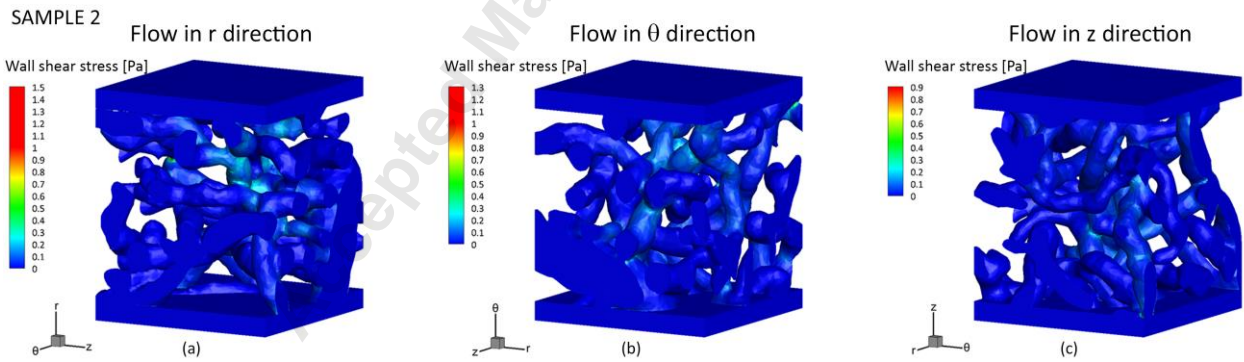 SAMPLE 2
Flow in r direction
Wall shear stress [Pa]
1.5
1.4
1.3
1.2
1.1
1
0.9
0.8
0.7
0.6
0.5
0.4
0.3
0.2
0.1
0
r
θ
z
(a)
Flow in θ direction
Wall shear stress [Pa]
1.3
1.2
1.1
1
0.9
0.8
0.7
0.6
0.5
0.4
0.3
0.2
0.1
0
θ
z
r
(b)
Flow in z direction
Wall shear stress [Pa]
0.9
0.8
0.7
0.6
0.5
0.4
0.3
0.2
0.1
0
z
r
θ
(c)
Accepted Ma